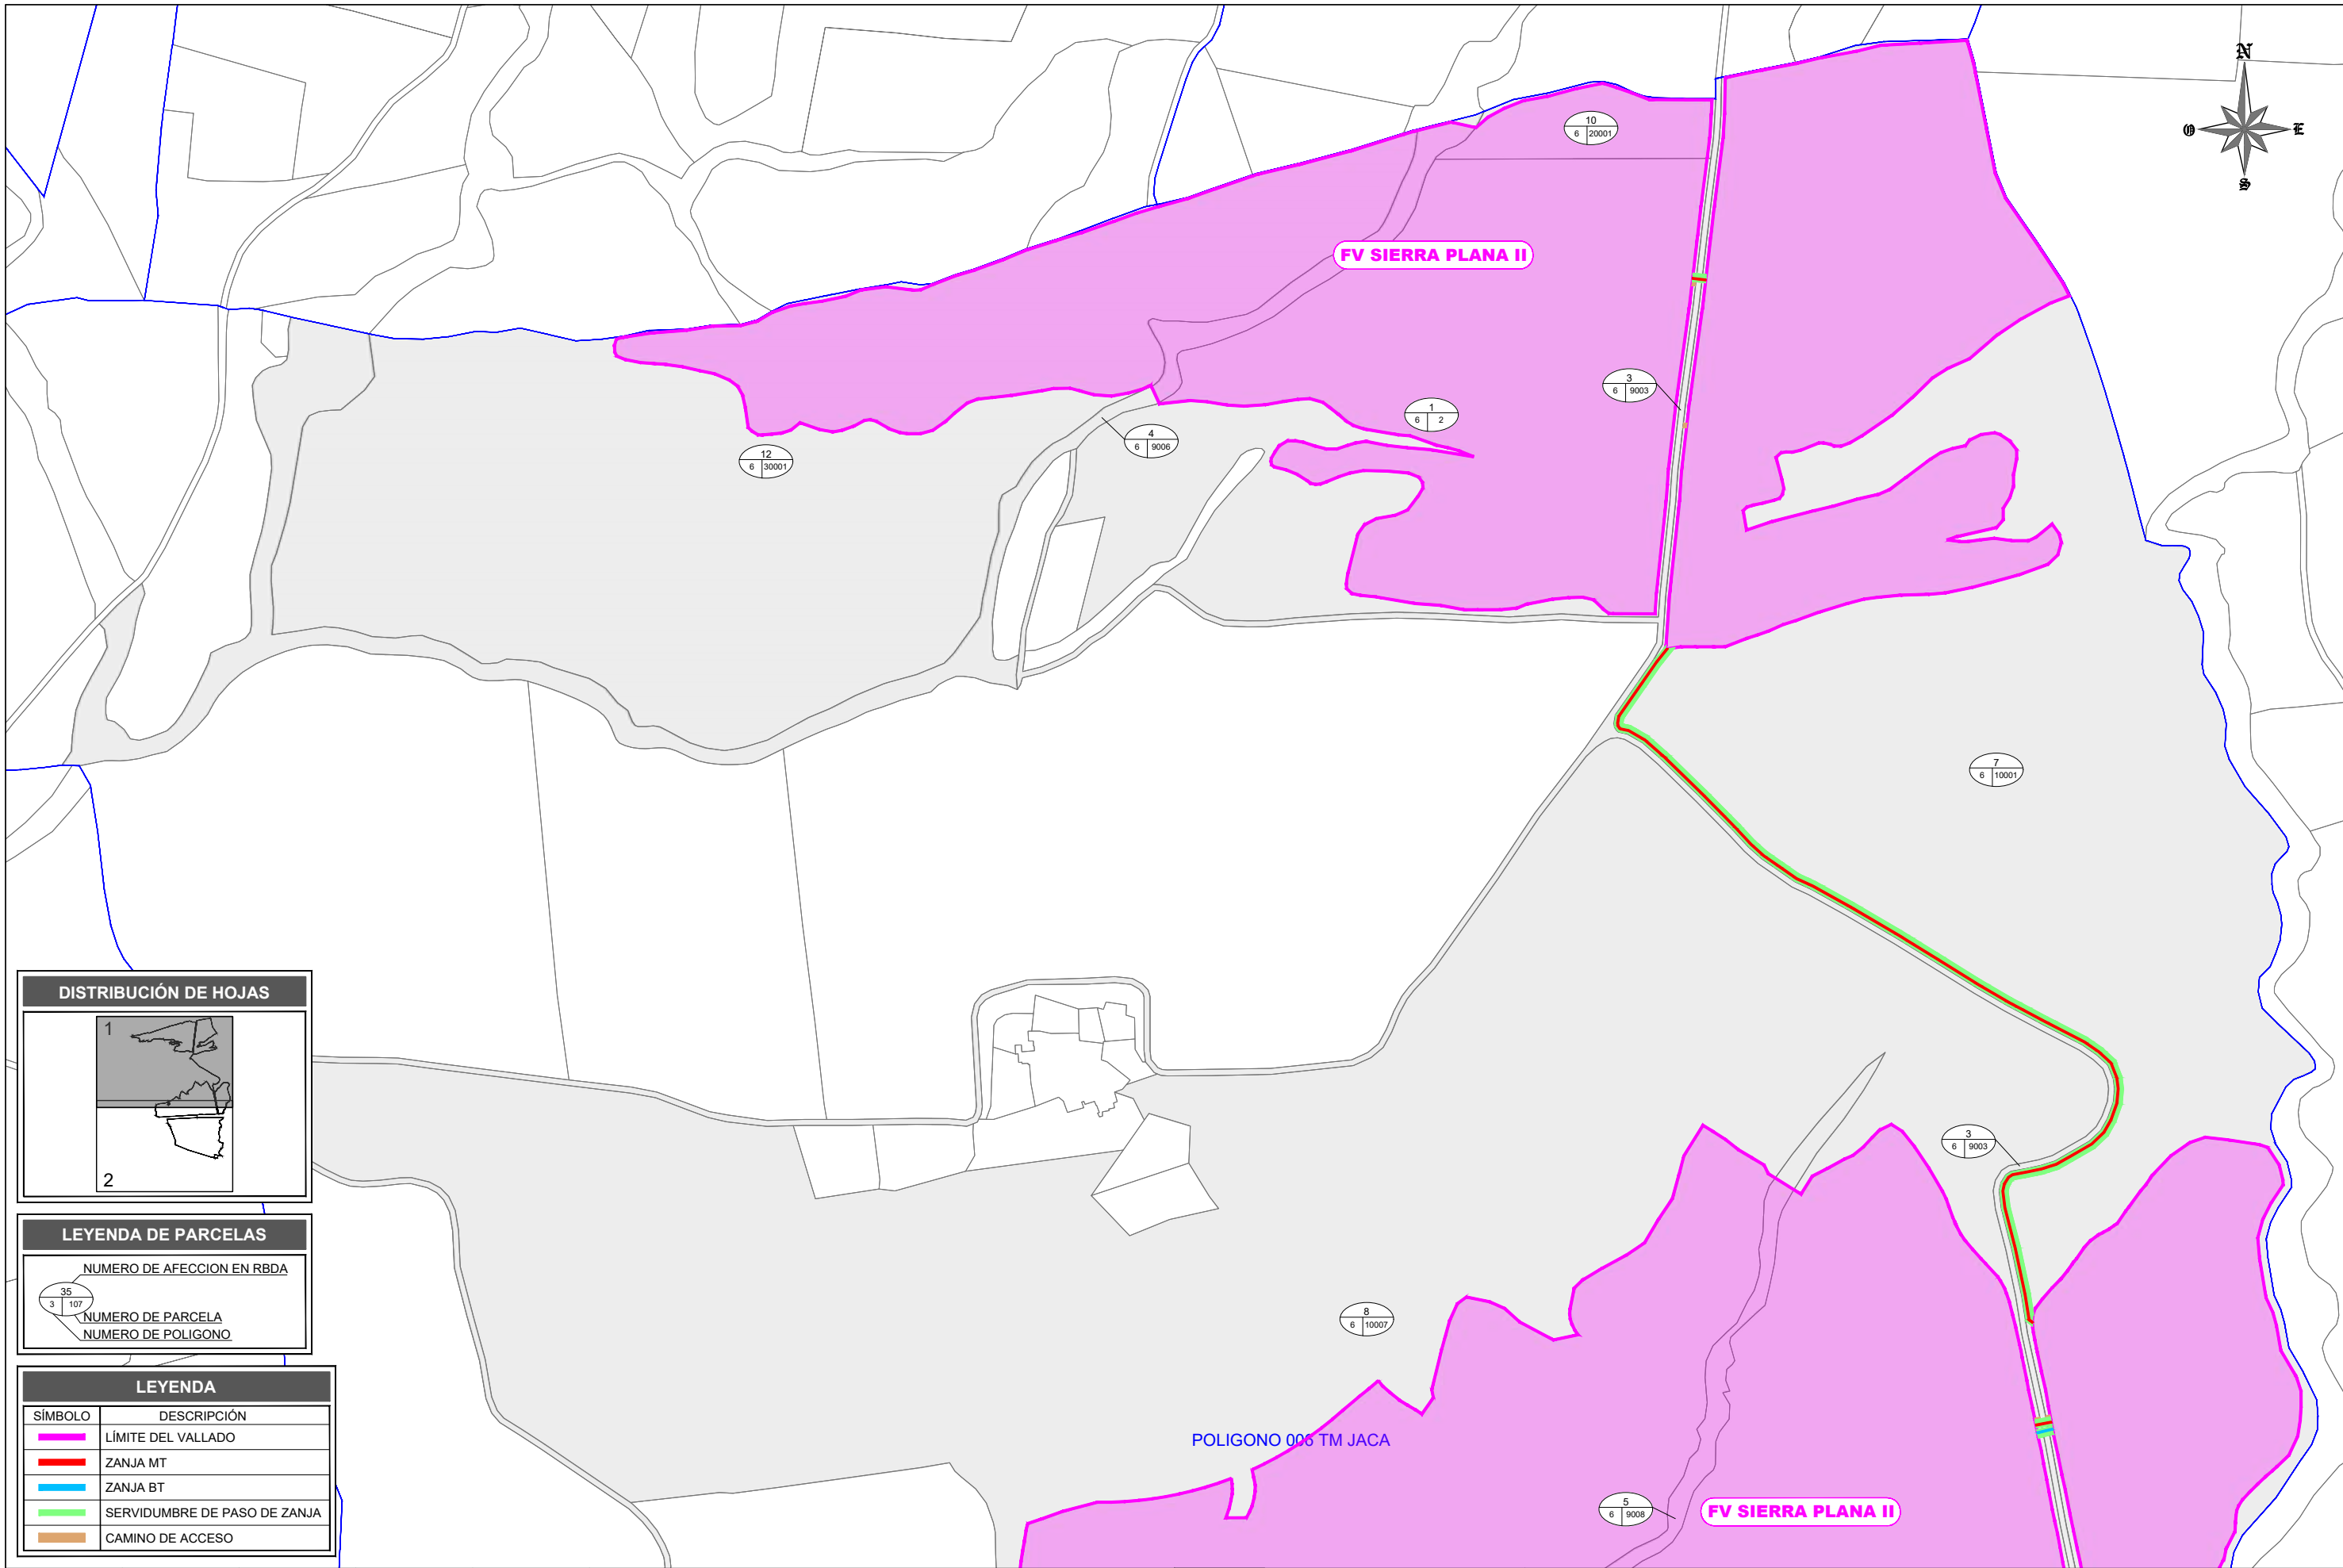 N
O
E
S
10
6 20001
FV SIERRA PLANA II
3
6 9003
1
6 2
4
6 9006
12
6 30001
7
6 10001
3
6 9003
8
6 10007
POLIGONO 006 TM JACA
5
6 9008
FV SIERRA PLANA II
DISTRIBUCIÓN DE HOJAS
1
2
LEYENDA DE PARCELAS
NUMERO DE AFECCION EN RBDA
35
3 107
NUMERO DE PARCELA
NUMERO DE POLIGONO
LEYENDA
SÍMBOLO DESCRIPCIÓN
LÍMITE DEL VALLADO
ZANJA MT
ZANJA BT
SERVIDUMBRE DE PASO DE ZANJA
CAMINO DE ACCESO